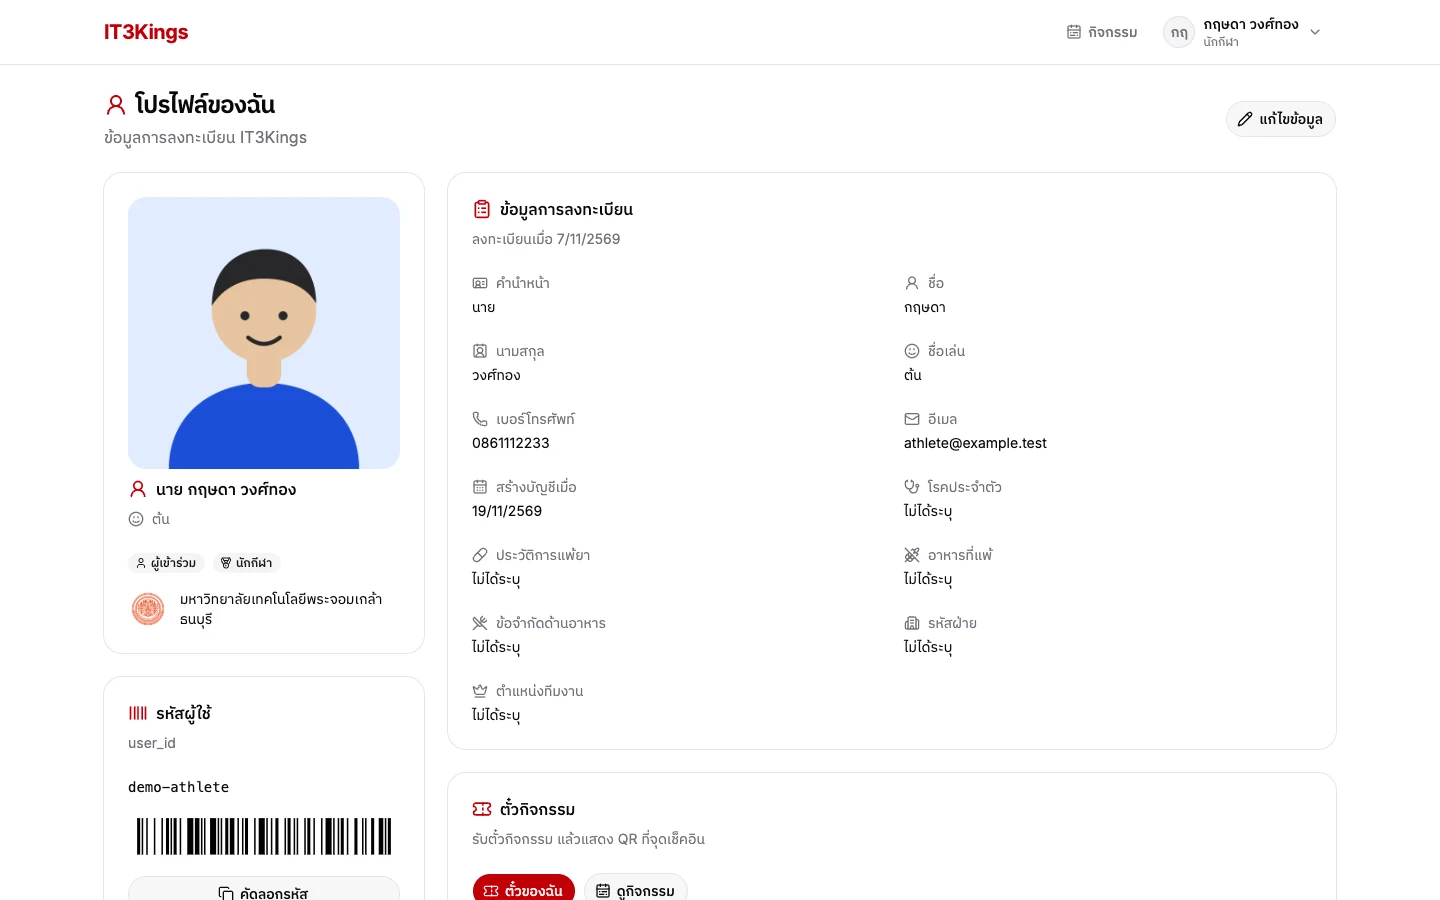 IT3Kings
กิจกรรม
กฤ
กฤษดา วงศ์ทอง
นักกีฬา
โปรไฟล์ของฉัน
ข้อมูลการลงทะเบียน IT3Kings
แก้ไขข้อมูล
นาย กฤษดา วงศ์ทอง
ต้น
ผู้เข้าร่วม
นักกีฬา
มหาวิทยาลัยเทคโนโลยีพระจอมเกล้า
ธนบุรี
รหัสผู้ใช้
user_id
demo-athlete
คัดลอกรหัส
ข้อมูลการลงทะเบียน
ลงทะเบียนเมื่อ 7/11/2569
คำนำหน้า
นาย
ชื่อ
กฤษดา
นามสกุล
วงศ์ทอง
ชื่อเล่น
ต้น
เบอร์โทรศัพท์
0861112233
อีเมล
athlete@example.test
สร้างบัญชีเมื่อ
19/11/2569
โรคประจำตัว
ไม่ได้ระบุ
ประวัติการแพ้ยา
ไม่ได้ระบุ
อาหารที่แพ้
ไม่ได้ระบุ
ข้อจำกัดด้านอาหาร
ไม่ได้ระบุ
รหัสฝ่าย
ไม่ได้ระบุ
ตำแหน่งทีมงาน
ไม่ได้ระบุ
ตั๋วกิจกรรม
รับตั๋วกิจกรรม แล้วแสดง QR ที่จุดเช็คอิน
ตั๋วของฉัน
ดูกิจกรรม